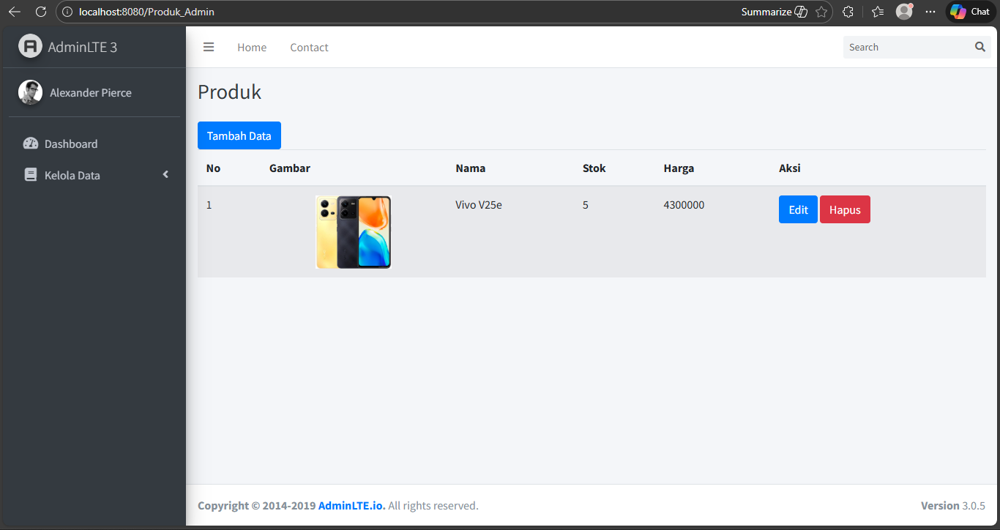 localhost:8080/Produk_Admin Summarize Chat
AdminLTE 3
Home Contact Search
Alexander Pierce
Dashboard
Kelola Data
Produk
Tambah Data
No Gambar Nama Stok Harga Aksi
1 Vivo V25e 5 4300000 Edit Hapus
Copyright © 2014-2019 AdminLTE.io. All rights reserved. Version 3.0.5